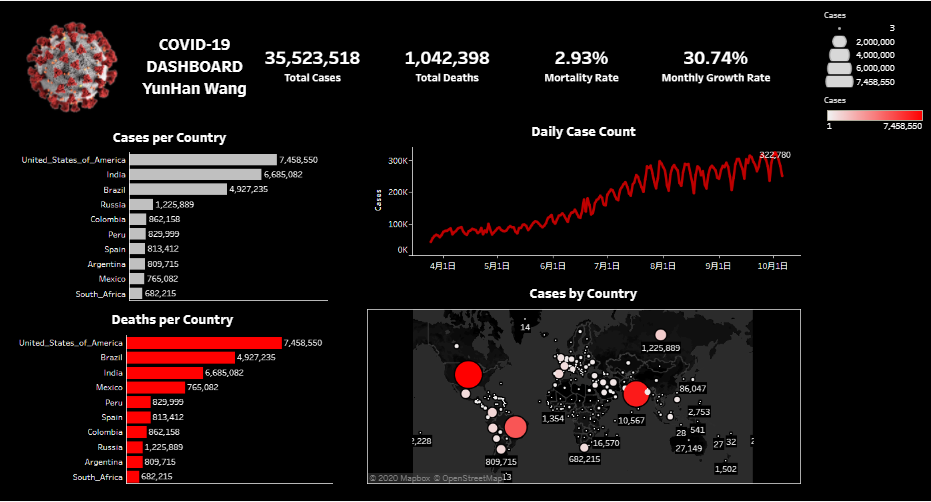 COVID-19
DASHBOARD
YunHan Wang
35,523,518
Total Cases
1,042,398
Total Deaths
2.93%
Mortality Rate
30.74%
Monthly Growth Rate
Cases
3
2,000,000
4,000,000
6,000,000
7,458,550
Cases
1 7,458,550
Cases per Country
United_States_of_America 7,458,550
India 6,685,082
Brazil 4,927,235
Russia 1,225,889
Colombia 862,158
Peru 829,999
Spain 813,412
Argentina 809,715
Mexico 765,082
South_Africa 682,215
Daily Case Count
Cases
300K
200K
100K
0K
322,780
4月1日 5月1日 6月1日 7月1日 8月1日 9月1日 10月1日
Deaths per Country
United_States_of_America 7,458,550
Brazil 4,927,235
India 6,685,082
Mexico 765,082
Peru 829,999
Spain 813,412
Colombia 862,158
Russia 1,225,889
Argentina 809,715
South_Africa 682,215
Cases by Country
14
1,225,889
86,047
1,354
10,567
2,753
2,228
16,570
28
541
27
32
27,149
809,715
682,215
1,502
13
© 2020 Mapbox © OpenStreetMap